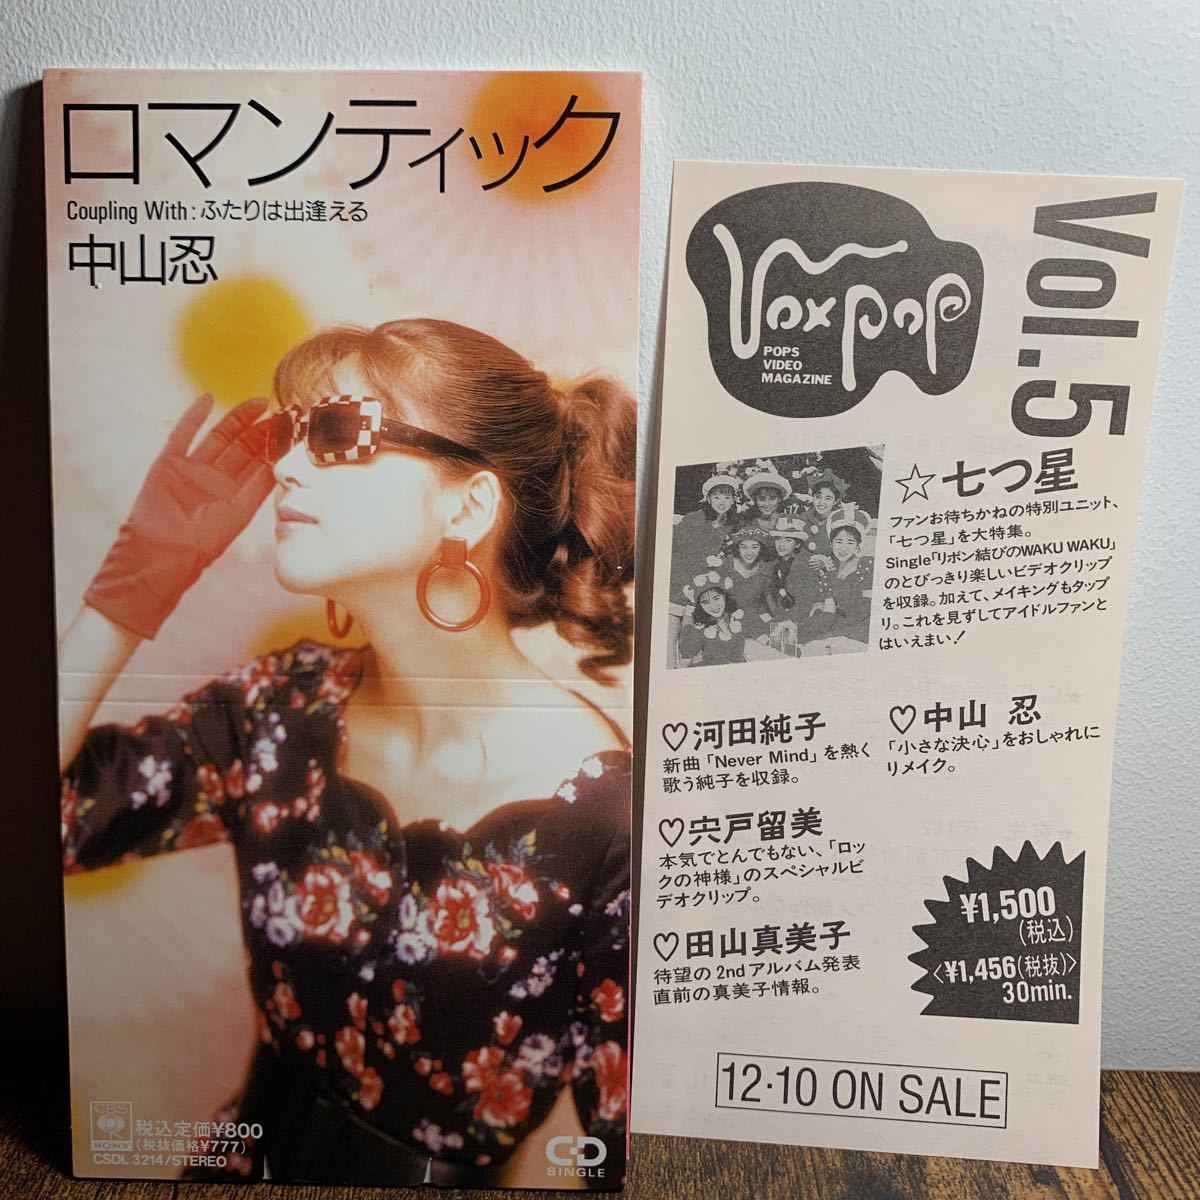 ロマンティック
Coupling With:ふたりは出逢える
中山忍
CBS
SONY
税込定価¥800
(税抜価格¥777)
CSDL 3214/STEREO
CD
SINGLE
Vox pop
POPS
VIDEO
MAGAZINE
Vol.5
☆七つ星
ファンお待ちかねの特別ユニット、
「七つ星」を大特集。
Single「リボン結びのWAKU WAKU」
のとびっきり楽しいビデオクリップ
を収録。加えて、メイキングもタップ
リ。これを見ずしてアイドルファンと
はいえまい!
♡河田純子
新曲「Never Mind」を熱く
歌う純子を収録。
♡中山 忍
「小さな決心」をおしゃれに
リメイク。
♡宍戸留美
本気でとんでもない、「ロッ
クの神様」のスペシャルビ
デオクリップ。
♡田山真美子
待望の2ndアルバム発表
直前の真美子情報。
¥1,500
(税込)
〈¥1,456(税抜)〉
30min.
12・10 ON SALE